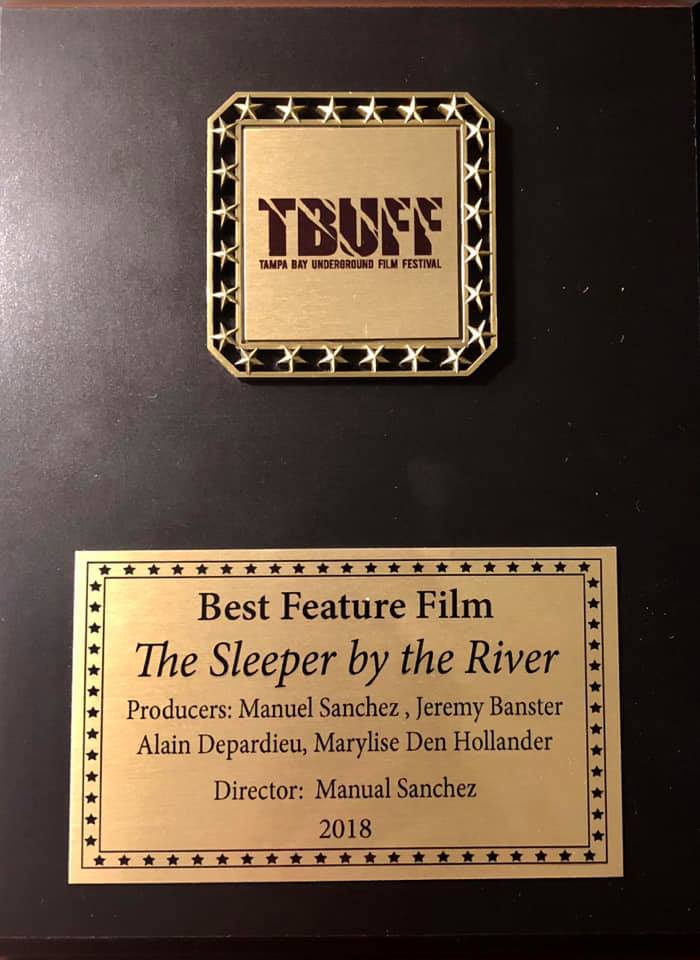 TBUFF
TAMPA BAY UNDERGROUND FILM FESTIVAL
Best Feature Film
The Sleeper by the River
Producers: Manuel Sanchez , Jeremy Banster
Alain Depardieu, Marylise Den Hollander
Director: Manual Sanchez
2018